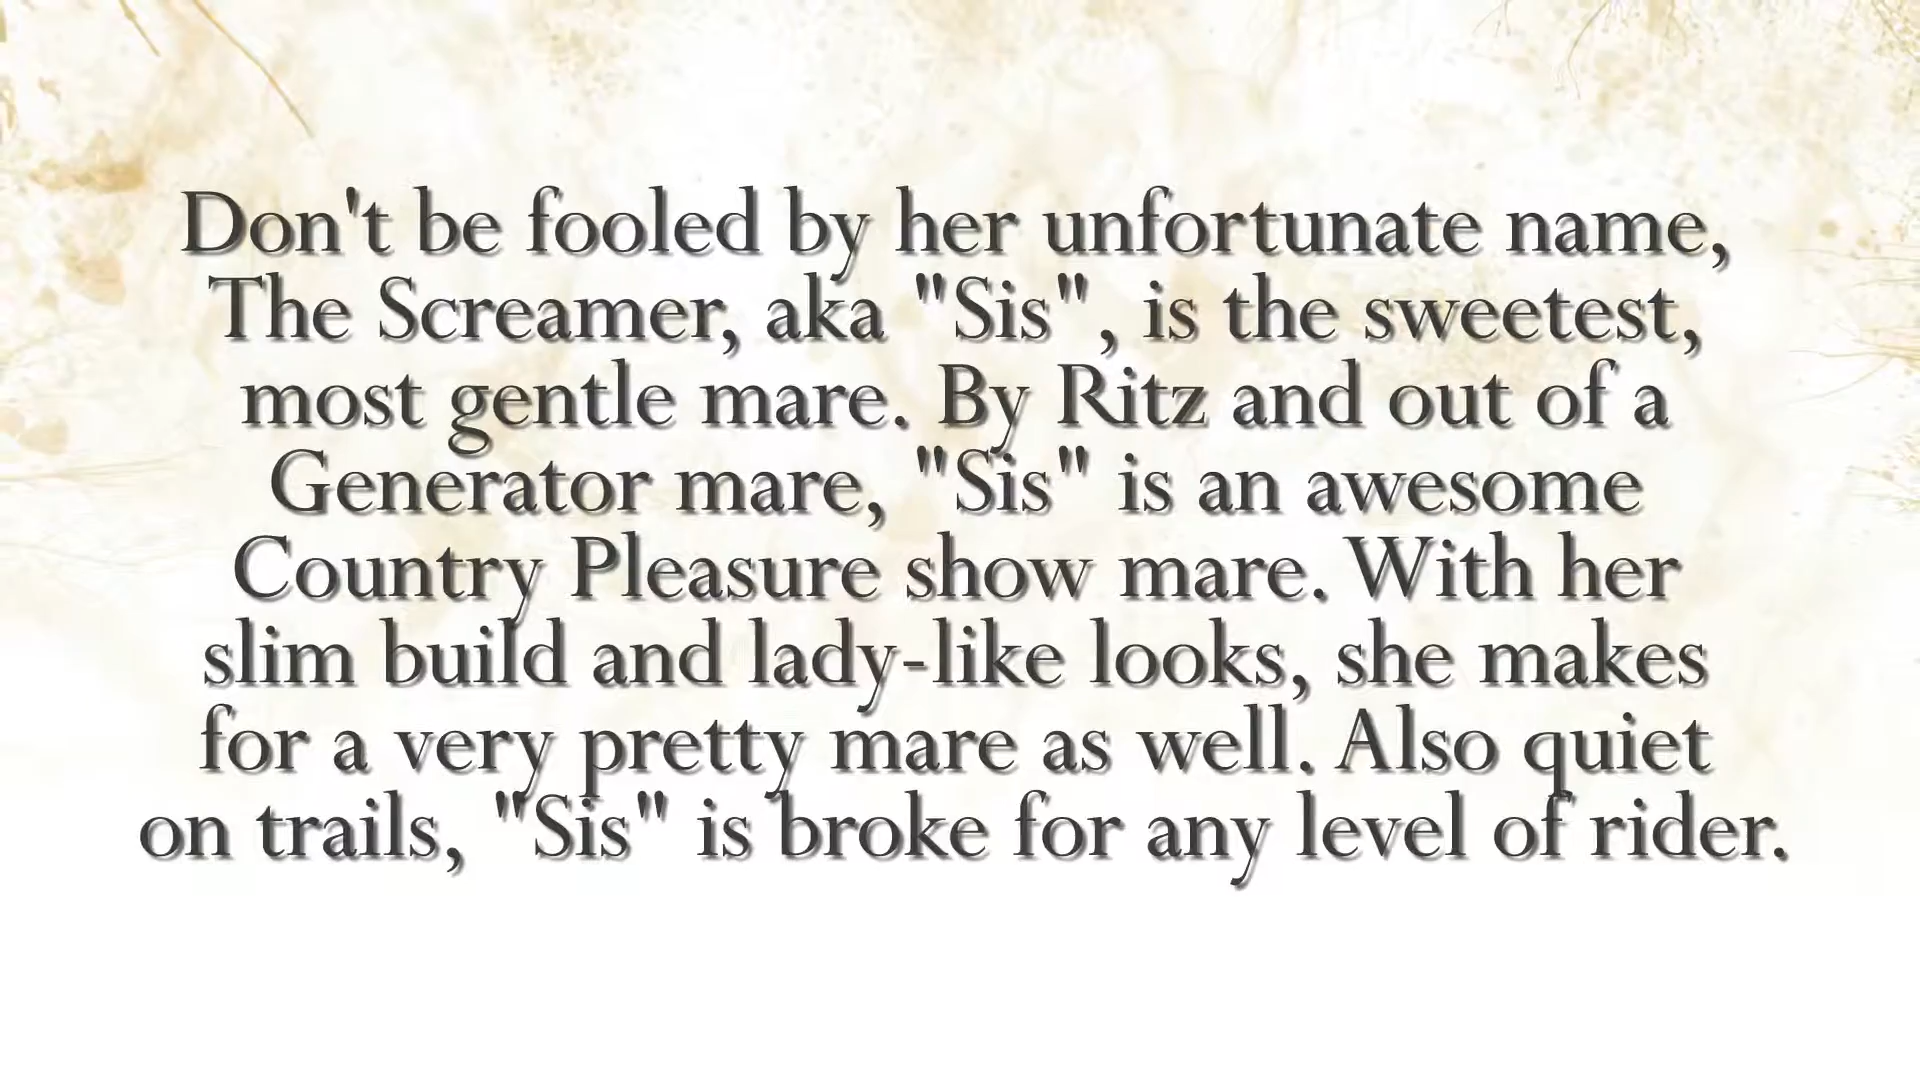 Don't be fooled by her unfortunate name,
The Screamer, aka "Sis", is the sweetest,
most gentle mare. By Ritz and out of a
Generator mare, "Sis" is an awesome
Country Pleasure show mare. With her
slim build and lady-like looks, she makes
for a very pretty mare as well. Also quiet
on trails, "Sis" is broke for any level of rider.